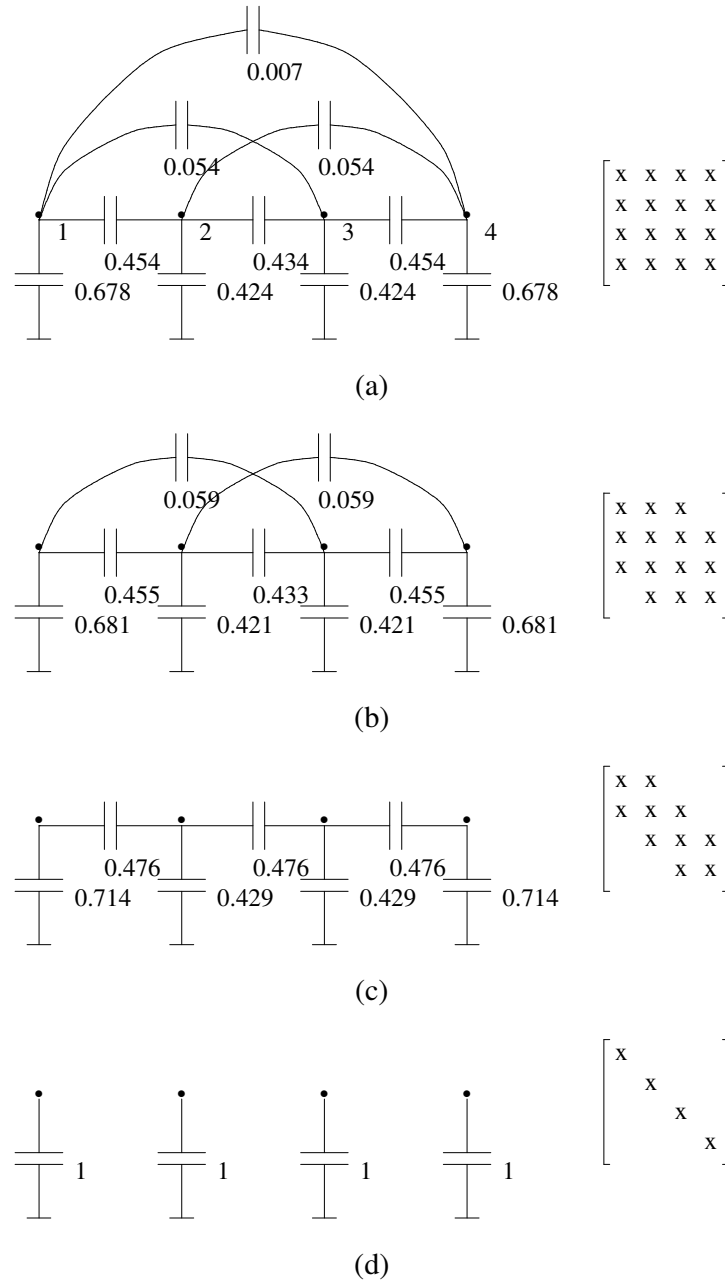 0.007
0.054 0.054
x x x x
x x x x
x x x x
x x x x
1 2 3 4
0.454 0.434 0.454
0.678 0.424 0.424 0.678
(a)
0.059 0.059
x x x
x x x x
x x x x
x x x
0.455 0.433 0.455
0.681 0.421 0.421 0.681
(b)
x x
x x x
x x x
x x
0.476 0.476 0.476
0.714 0.429 0.429 0.714
(c)
x
x
x
x
1 1 1 1
(d)